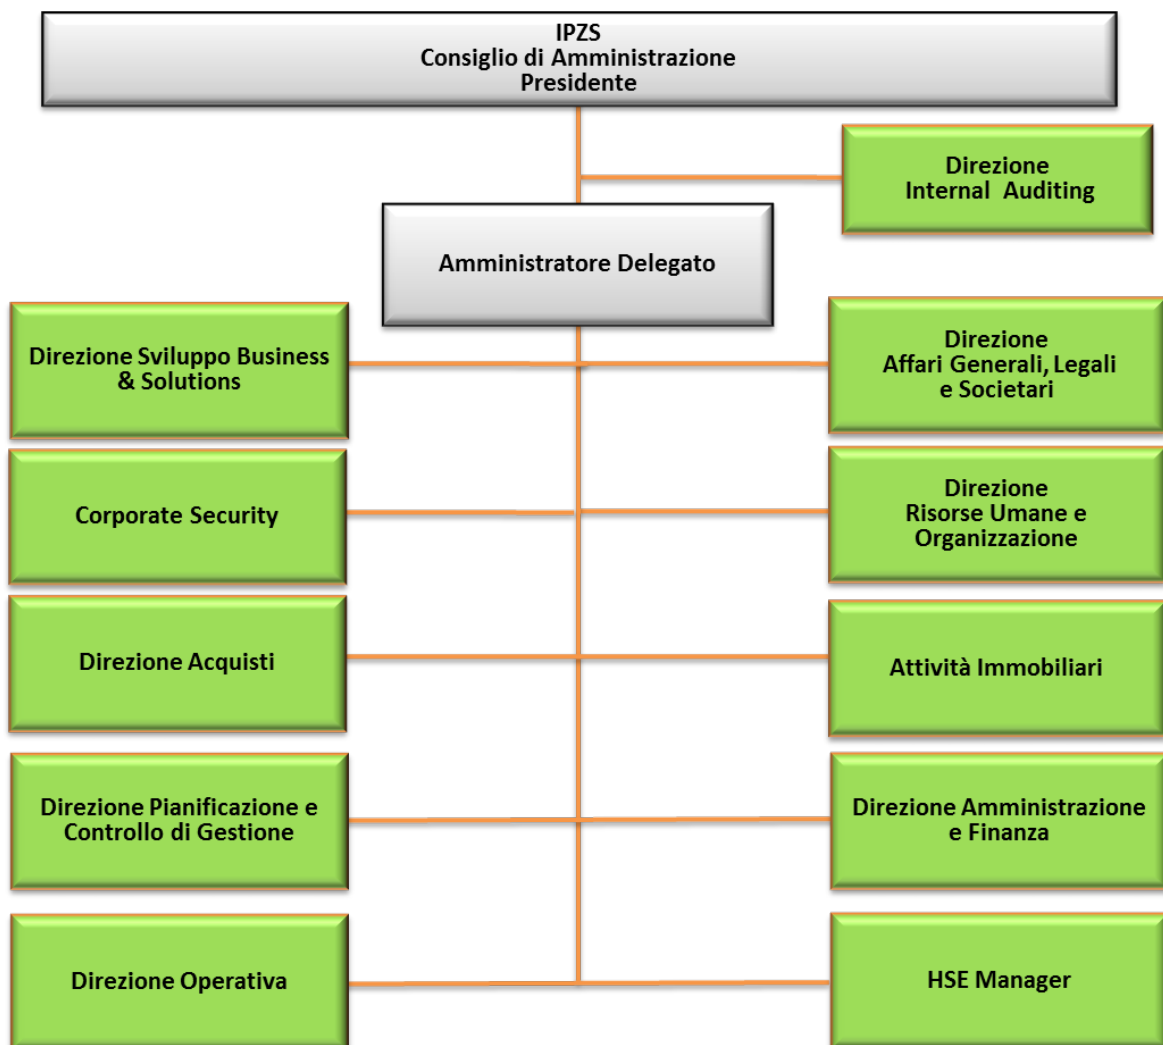 IPZS
Consiglio di Amministrazione
Presidente
Direzione
Internal Auditing
Amministratore Delegato
Direzione Sviluppo Business
& Solutions
Direzione
Affari Generali, Legali
e Societari
Corporate Security
Direzione
Risorse Umane e
Organizzazione
Direzione Acquisti
Attività Immobiliari
Direzione Pianificazione e
Controllo di Gestione
Direzione Amministrazione
e Finanza
Direzione Operativa
HSE Manager